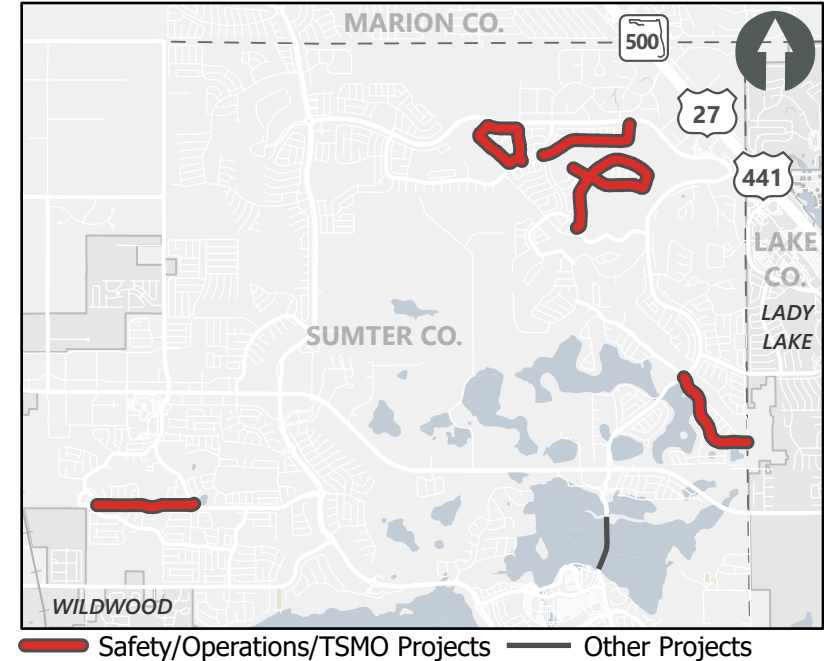 MARION CO.
500
27
441
LAKE
CO.
LADY
LAKE
SUMTER CO.
WILDWOOD
Safety/Operations/TSMO Projects
Other Projects